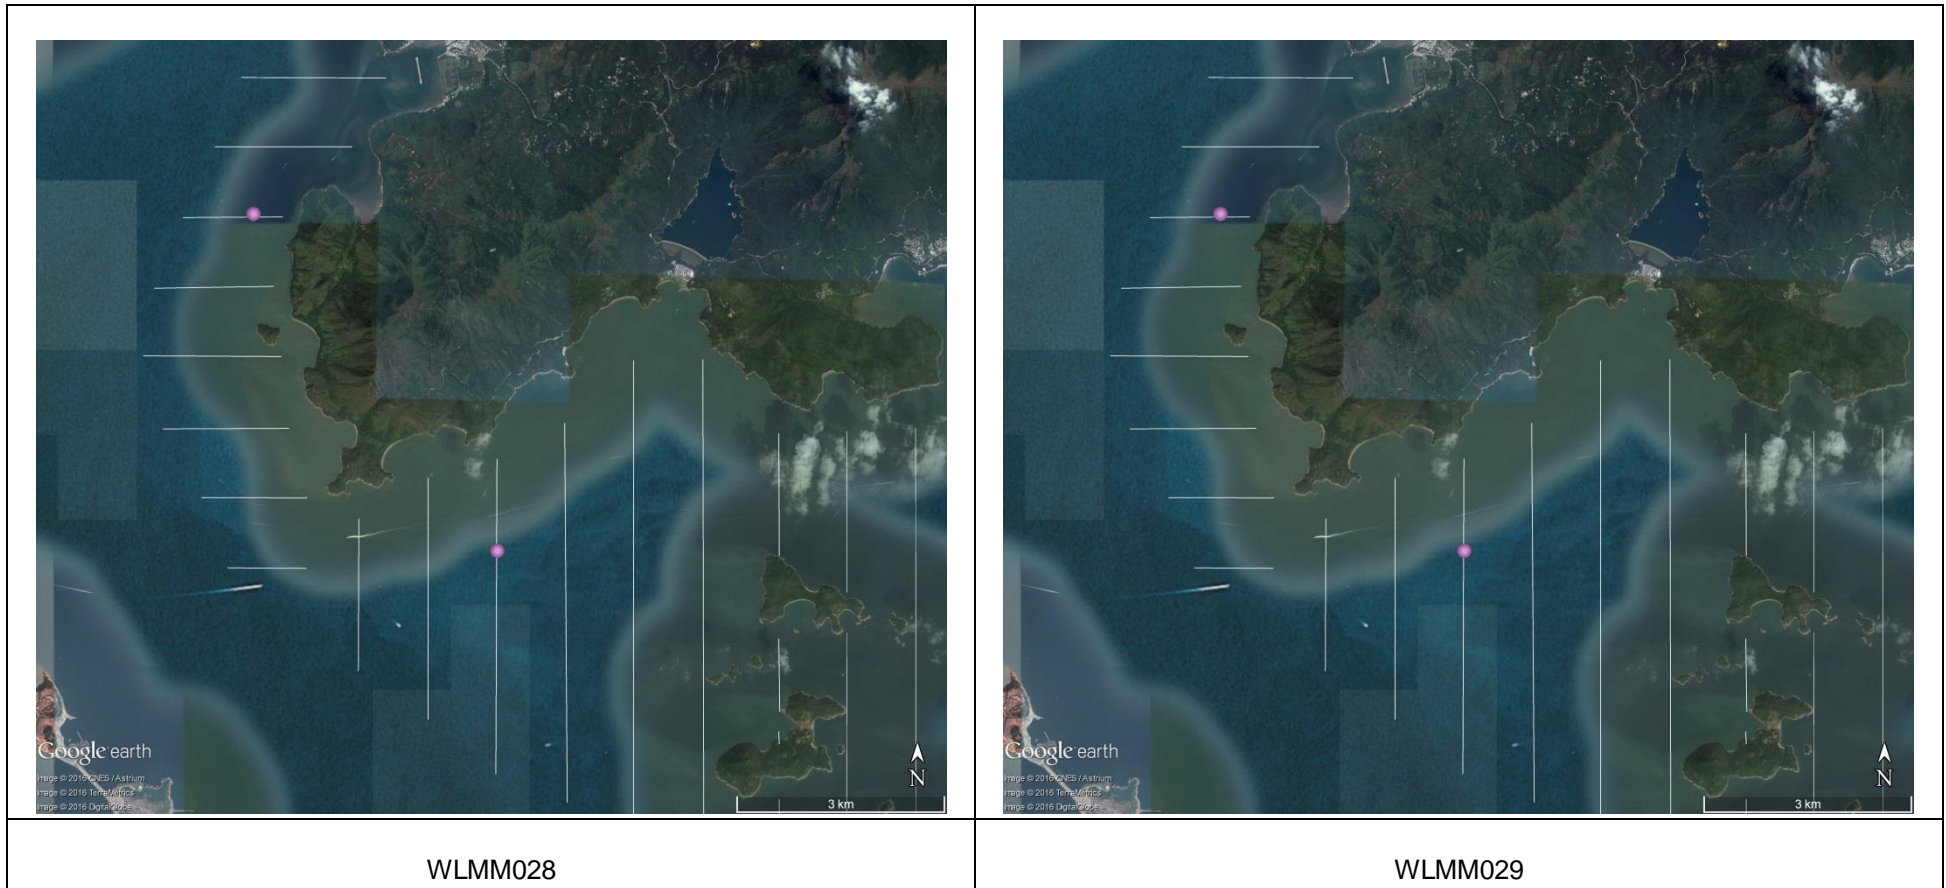 Google earth
Image © 2016 CNES / Astrium
Image © 2016 TerraMetrics
Image © 2016 DigitalGlobe
N
3 km
WLMM028
Google earth
Image © 2016 CNES / Astrium
Image © 2016 TerraMetrics
Image © 2016 DigitalGlobe
N
3 km
WLMM029